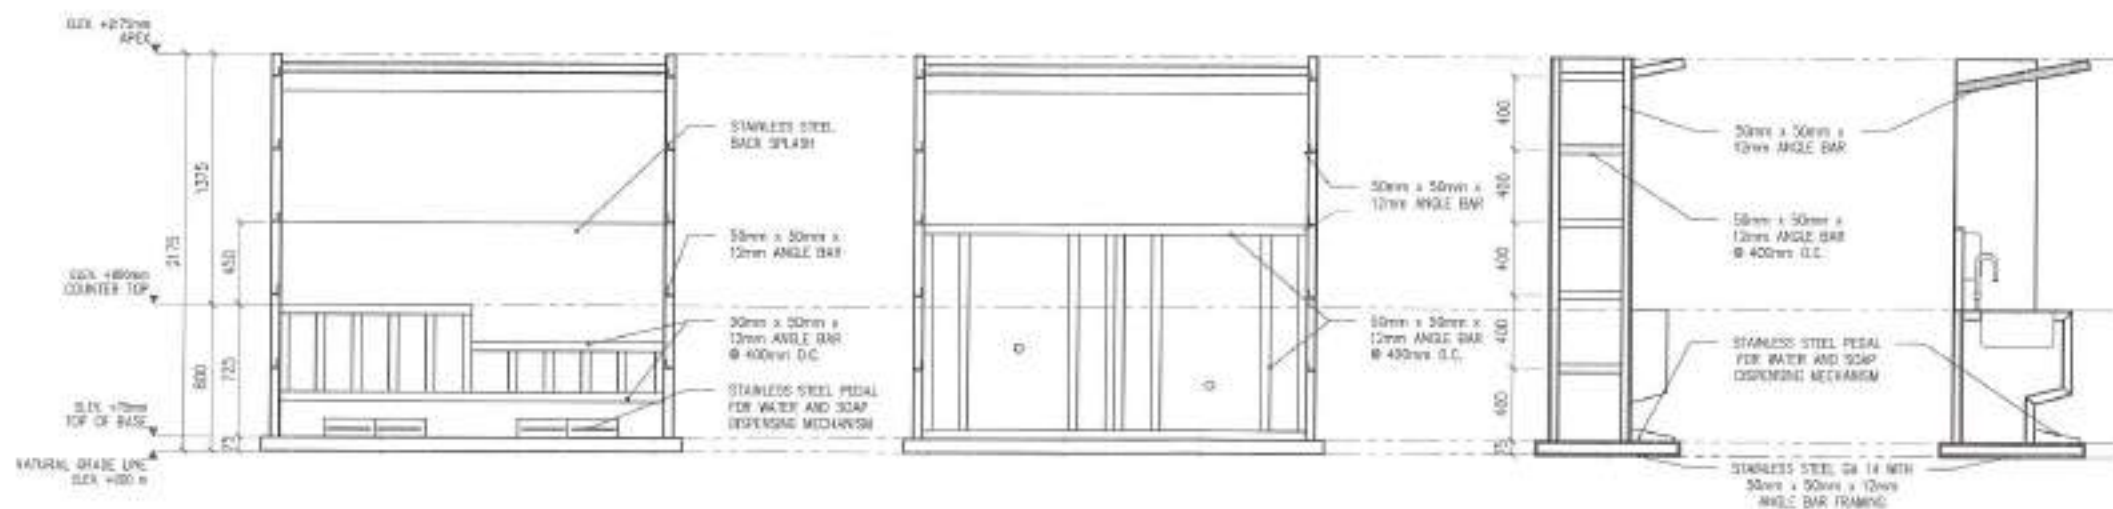 ELEV. +2175mm
APEX
2175
1375
450
ELEV. +800mm
COUNTER TOP
800
725
ELEV. +75mm
TOP OF BASE
75
NATURAL GRADE LINE
ELEV. +000 m
STAINLESS STEEL
BACK SPLASH
50mm x 50mm x
12mm ANGLE BAR
50mm x 50mm x
12mm ANGLE BAR
@ 400mm O.C.
STAINLESS STEEL PEDAL
FOR WATER AND SOAP
DISPENSING MECHANISM
50mm x 50mm x
12mm ANGLE BAR
50mm x 50mm x
12mm ANGLE BAR
@ 400mm O.C.
400
400
400
400
400
75
50mm x 50mm x
12mm ANGLE BAR
50mm x 50mm x
12mm ANGLE BAR
@ 400mm O.C.
STAINLESS STEEL PEDAL
FOR WATER AND SOAP
DISPENSING MECHANISM
STAINLESS STEEL GA 14 WITH
50mm x 50mm x 12mm
ANGLE BAR FRAMING